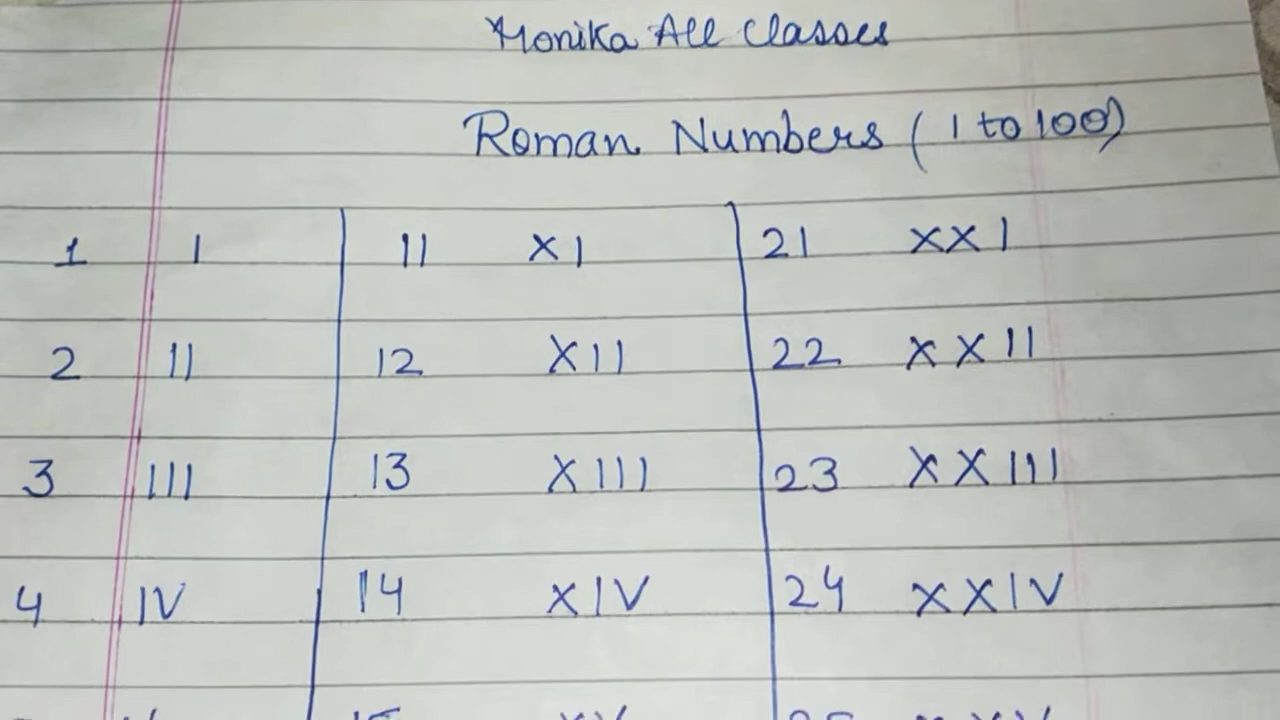 Monika All Classes
Roman Numbers (1 to 100)
1 I 11 XI 21 XXI
2 II 12 XII 22 XXII
3 III 13 XIII 23 XXIII
4 IV 14 XIV 24 XXIV